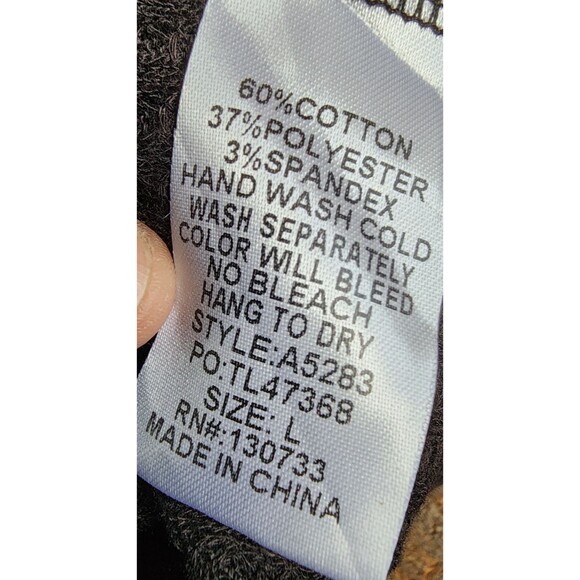 60%COTTON
37%POLYESTER
3%SPANDEX
HAND WASH COLD
WASH SEPARATELY
COLOR WILL BLEED
NO BLEACH
HANG TO DRY
STYLE:A5283
PO:TL47368
SIZE: L
RN#:130733
MADE IN CHINA